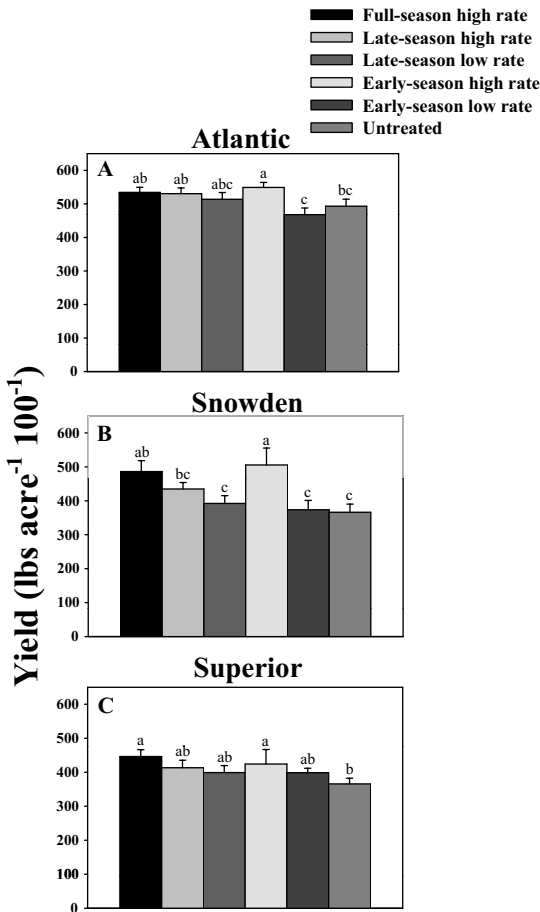 Full-season high rate
Late-season high rate
Late-season low rate
Early-season high rate
Early-season low rate
Untreated
Atlantic
A
600
500
400
300
200
100
0
ab
ab
abc
a
c
bc
Yield (lbs acre⁻¹ 100⁻¹)
Snowden
B
600
500
400
300
200
100
0
ab
bc
c
a
c
c
Superior
C
600
500
400
300
200
100
0
a
ab
ab
a
ab
b